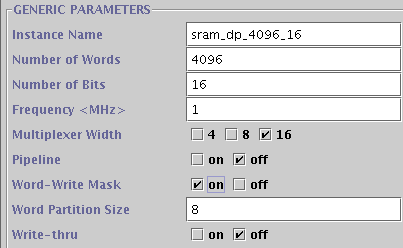 GENERIC PARAMETERS
Instance Name sram_dp_4096_16
Number of Words 4096
Number of Bits 16
Frequency <MHz> 1
Multiplexer Width 4 8 16
Pipeline on off
Word-Write Mask on off
Word Partition Size 8
Write-thru on off